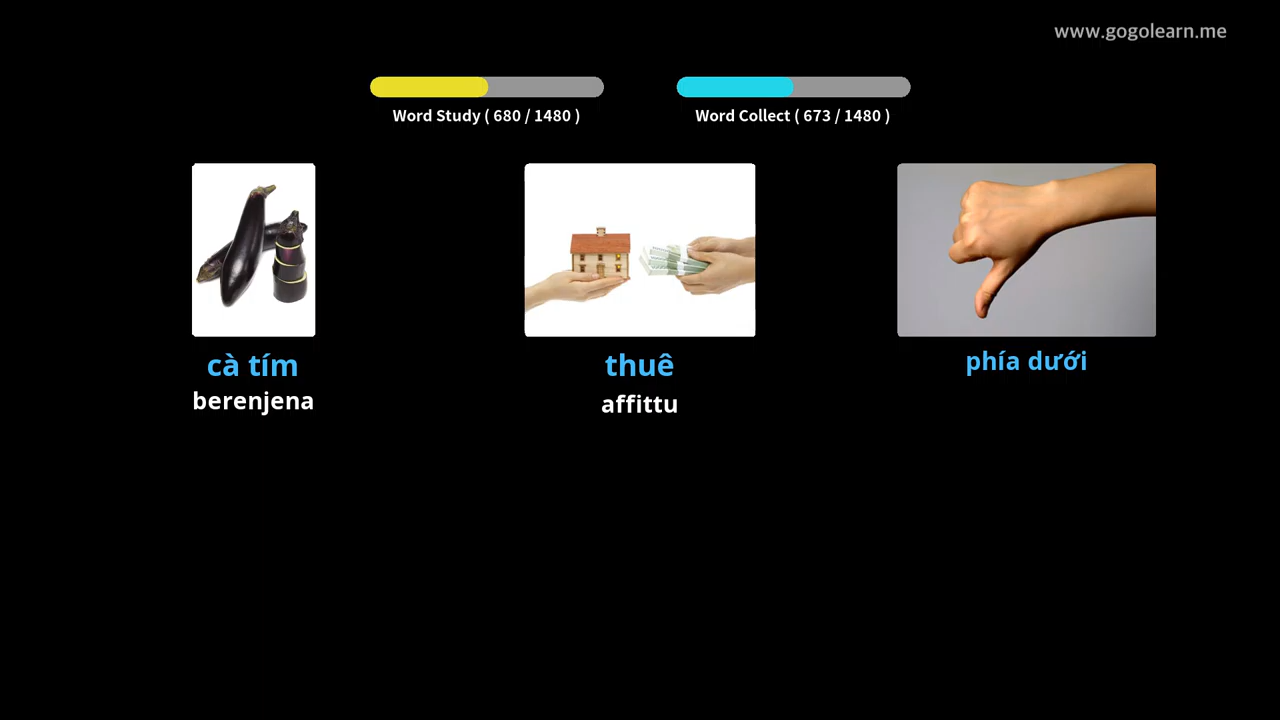 www.gogolearn.me
Word Study ( 680 / 1480 )
Word Collect ( 673 / 1480 )
cà tím
berenjena
thuê
affittu
phía dưới